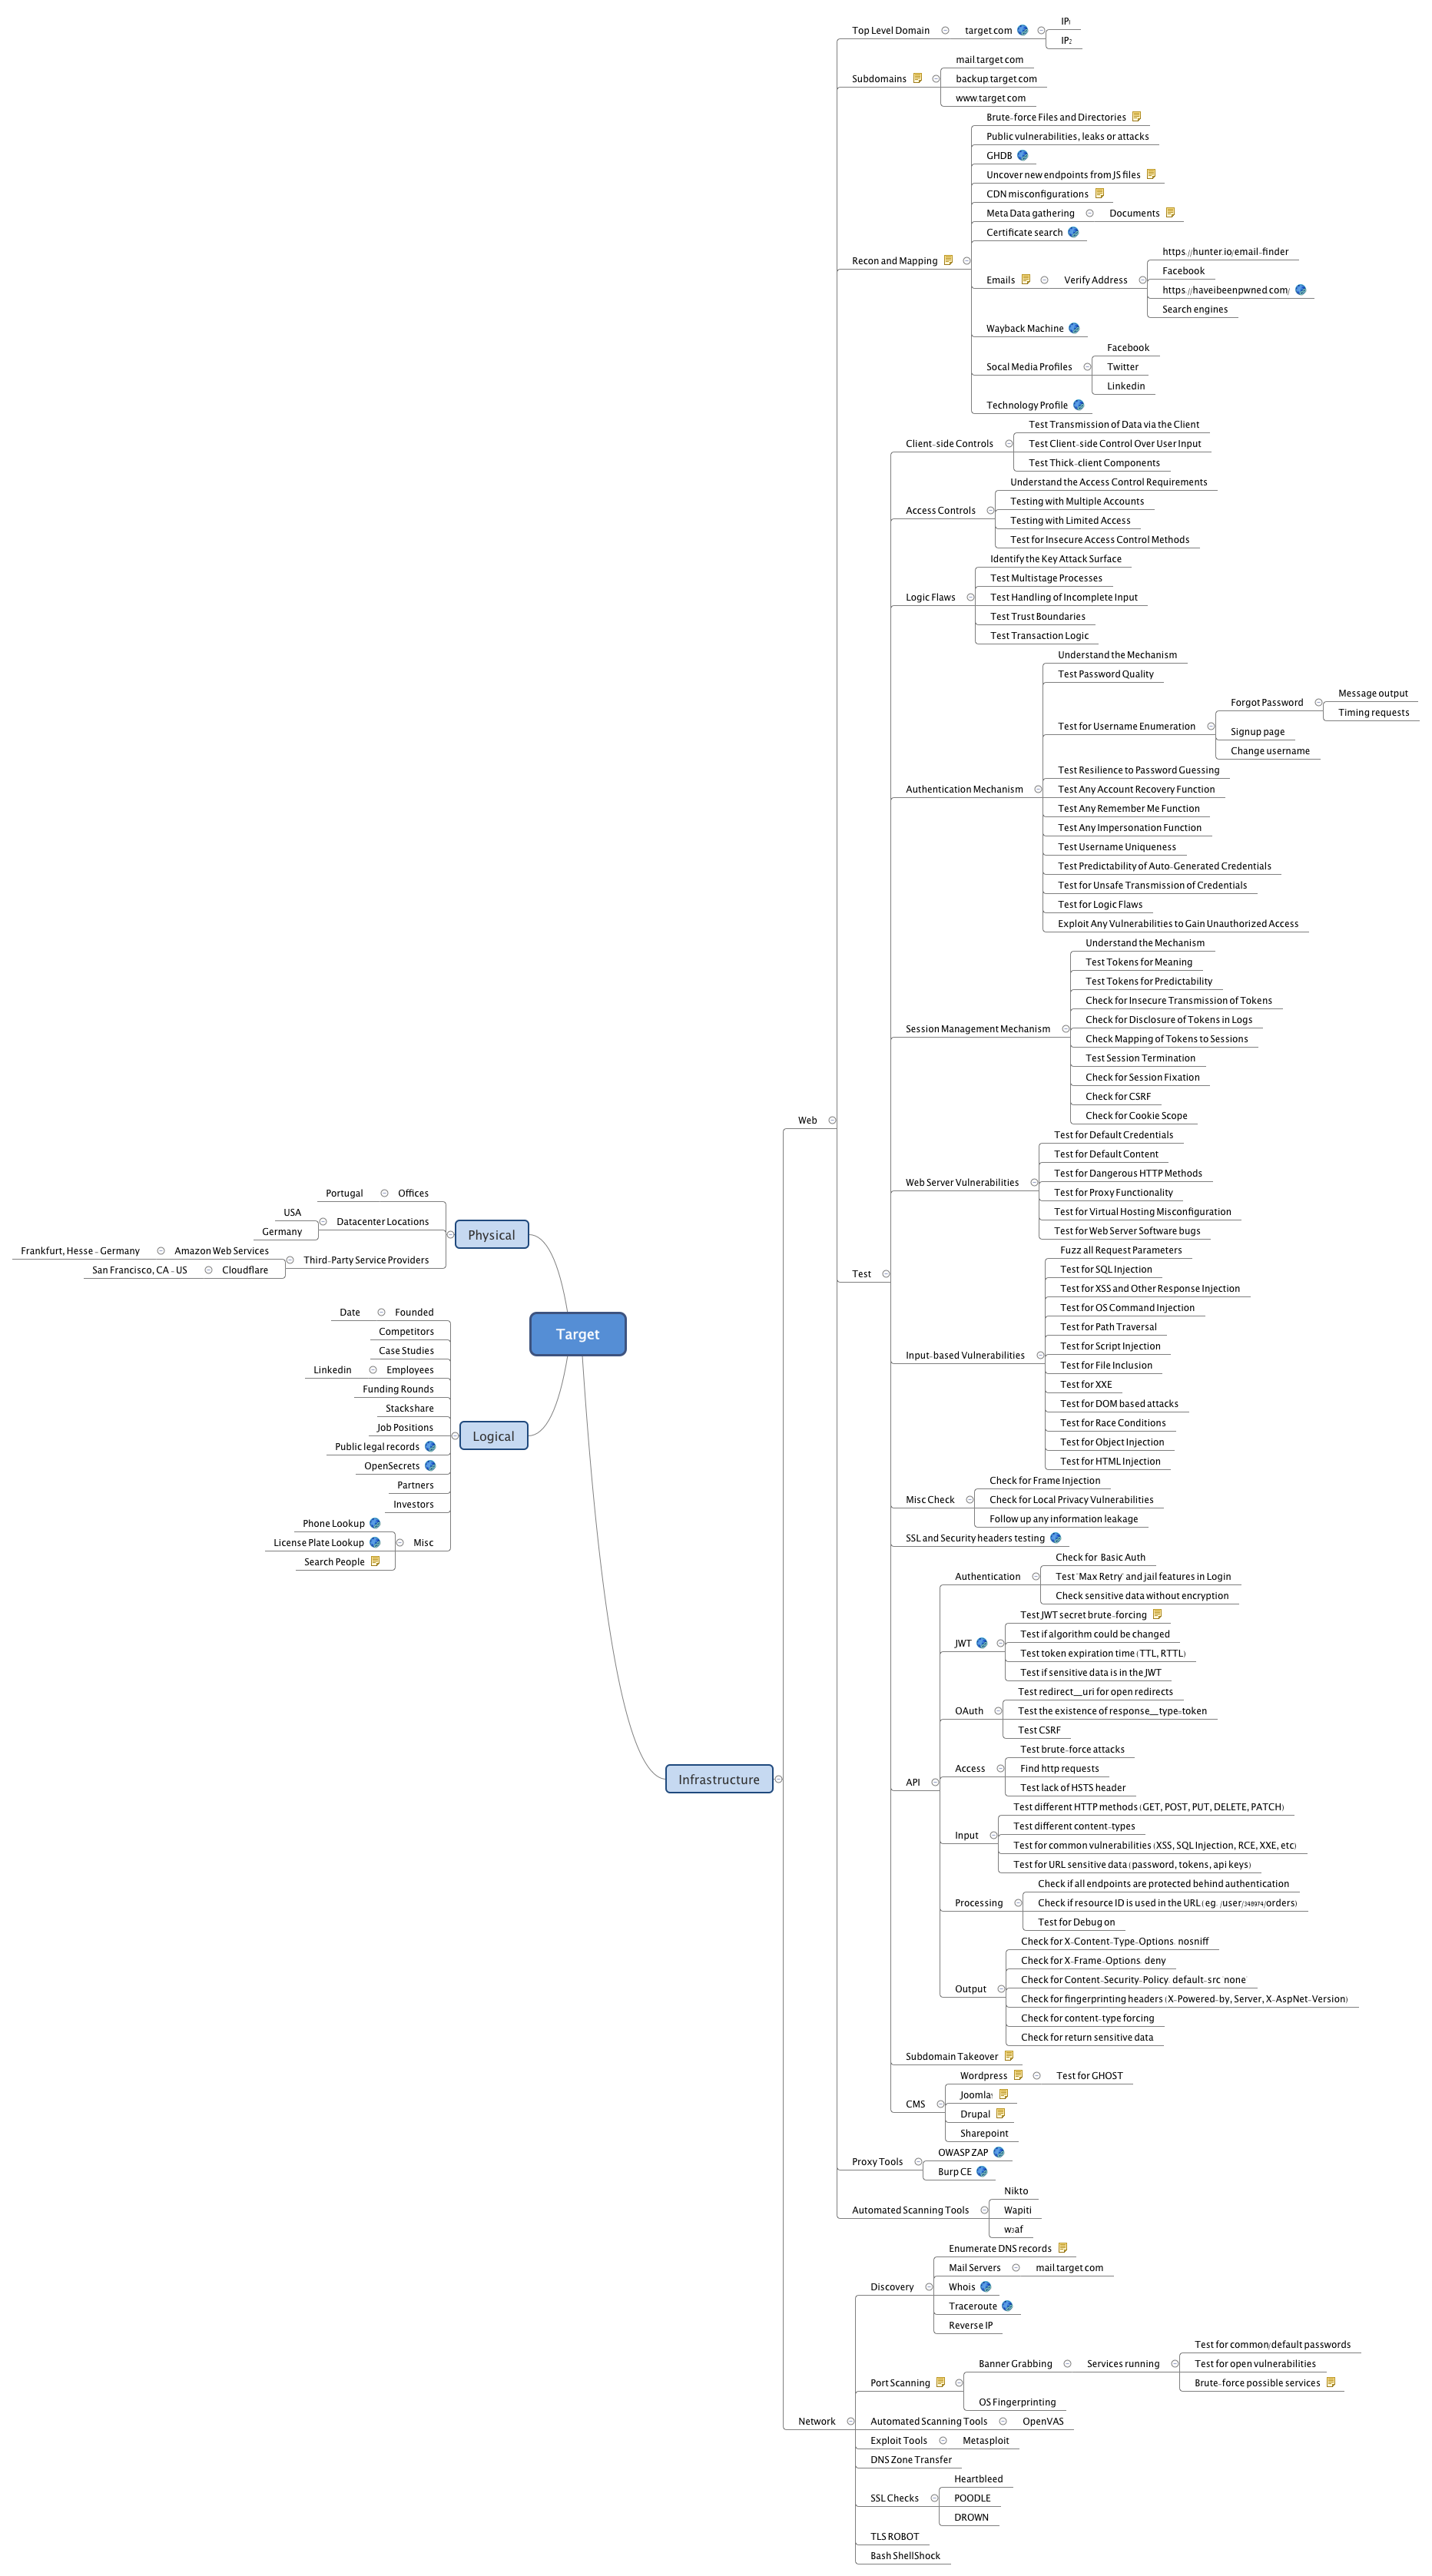 Top Level Domain
target.com
IP1
IP2
Subdomains
mail.target.com
backup.target.com
www.target.com
Recon and Mapping
Brute-force Files and Directories
Public vulnerabilities, leaks or attacks
GHDB
Uncover new endpoints from JS files
CDN misconfigurations
Meta Data gathering
Documents
Certificate search
Emails
Verify Address
https://hunter.io/email-finder
Facebook
https://haveibeenpwned.com/
Search engines
Wayback Machine
Socal Media Profiles
Facebook
Twitter
Linkedin
Technology Profile
Client-side Controls
Test Transmission of Data via the Client
Test Client-side Control Over User Input
Test Thick-client Components
Access Controls
Understand the Access Control Requirements
Testing with Multiple Accounts
Testing with Limited Access
Test for Insecure Access Control Methods
Logic Flaws
Identify the Key Attack Surface
Test Multistage Processes
Test Handling of Incomplete Input
Test Trust Boundaries
Test Transaction Logic
Authentication Mechanism
Understand the Mechanism
Test Password Quality
Test for Username Enumeration
Forgot Password
Message output
Timing requests
Signup page
Change username
Test Resilience to Password Guessing
Test Any Account Recovery Function
Test Any Remember Me Function
Test Any Impersonation Function
Test Username Uniqueness
Test Predictability of Auto-Generated Credentials
Test for Unsafe Transmission of Credentials
Test for Logic Flaws
Exploit Any Vulnerabilities to Gain Unauthorized Access
Session Management Mechanism
Understand the Mechanism
Test Tokens for Meaning
Test Tokens for Predictability
Check for Insecure Transmission of Tokens
Check for Disclosure of Tokens in Logs
Check Mapping of Tokens to Sessions
Test Session Termination
Check for Session Fixation
Check for CSRF
Check for Cookie Scope
Web
Web Server Vulnerabilities
Test for Default Credentials
Test for Default Content
Test for Dangerous HTTP Methods
Test for Proxy Functionality
Test for Virtual Hosting Misconfiguration
Test for Web Server Software bugs
Test
Input-based Vulnerabilities
Fuzz all Request Parameters
Test for SQL Injection
Test for XSS and Other Response Injection
Test for OS Command Injection
Test for Path Traversal
Test for Script Injection
Test for File Inclusion
Test for XXE
Test for DOM based attacks
Test for Race Conditions
Test for Object Injection
Test for HTML Injection
Misc Check
Check for Frame Injection
Check for Local Privacy Vulnerabilities
Follow up any information leakage
SSL and Security headers testing
API
Authentication
Check for Basic Auth
Test 'Max Retry' and jail features in Login
Check sensitive data without encryption
JWT
Test JWT secret brute-forcing
Test if algorithm could be changed
Test token expiration time (TTL, RTTL)
Test if sensitive data is in the JWT
OAuth
Test redirect_uri for open redirects
Test the existence of response_type=token
Test CSRF
Access
Test brute-force attacks
Find http requests
Test lack of HSTS header
Input
Test different HTTP methods (GET, POST, PUT, DELETE, PATCH)
Test different content-types
Test for common vulnerabilities (XSS, SQL Injection, RCE, XXE, etc)
Test for URL sensitive data (password, tokens, api keys)
Processing
Check if all endpoints are protected behind authentication
Check if resource ID is used in the URL (eg. /user/348974/orders)
Test for Debug on
Output
Check for X-Content-Type-Options: nosniff
Check for X-Frame-Options: deny
Check for Content-Security-Policy: default-src 'none'
Check for fingerprinting headers (X-Powered-by, Server, X-AspNet-Version)
Check for content-type forcing
Check for return sensitive data
Subdomain Takeover
CMS
Wordpress
Test for GHOST
Joomla!
Drupal
Sharepoint
Proxy Tools
OWASP ZAP
Burp CE
Automated Scanning Tools
Nikto
Wapiti
w3af
Network
Discovery
Enumerate DNS records
Mail Servers
mail.target.com
Whois
Traceroute
Reverse IP
Port Scanning
Banner Grabbing
Services running
Test for common/default passwords
Test for open vulnerabilities
Brute-force possible services
OS Fingerprinting
Automated Scanning Tools
OpenVAS
Exploit Tools
Metasploit
DNS Zone Transfer
SSL Checks
Heartbleed
POODLE
DROWN
TLS ROBOT
Bash ShellShock
Infrastructure
Target
Physical
Portugal
Offices
USA
Germany
Datacenter Locations
Frankfurt, Hesse - Germany
Amazon Web Services
San Francisco, CA - US
Cloudflare
Third-Party Service Providers
Logical
Date
Founded
Competitors
Case Studies
Linkedin
Employees
Funding Rounds
Stackshare
Job Positions
Public legal records
OpenSecrets
Partners
Investors
Phone Lookup
License Plate Lookup
Search People
Misc